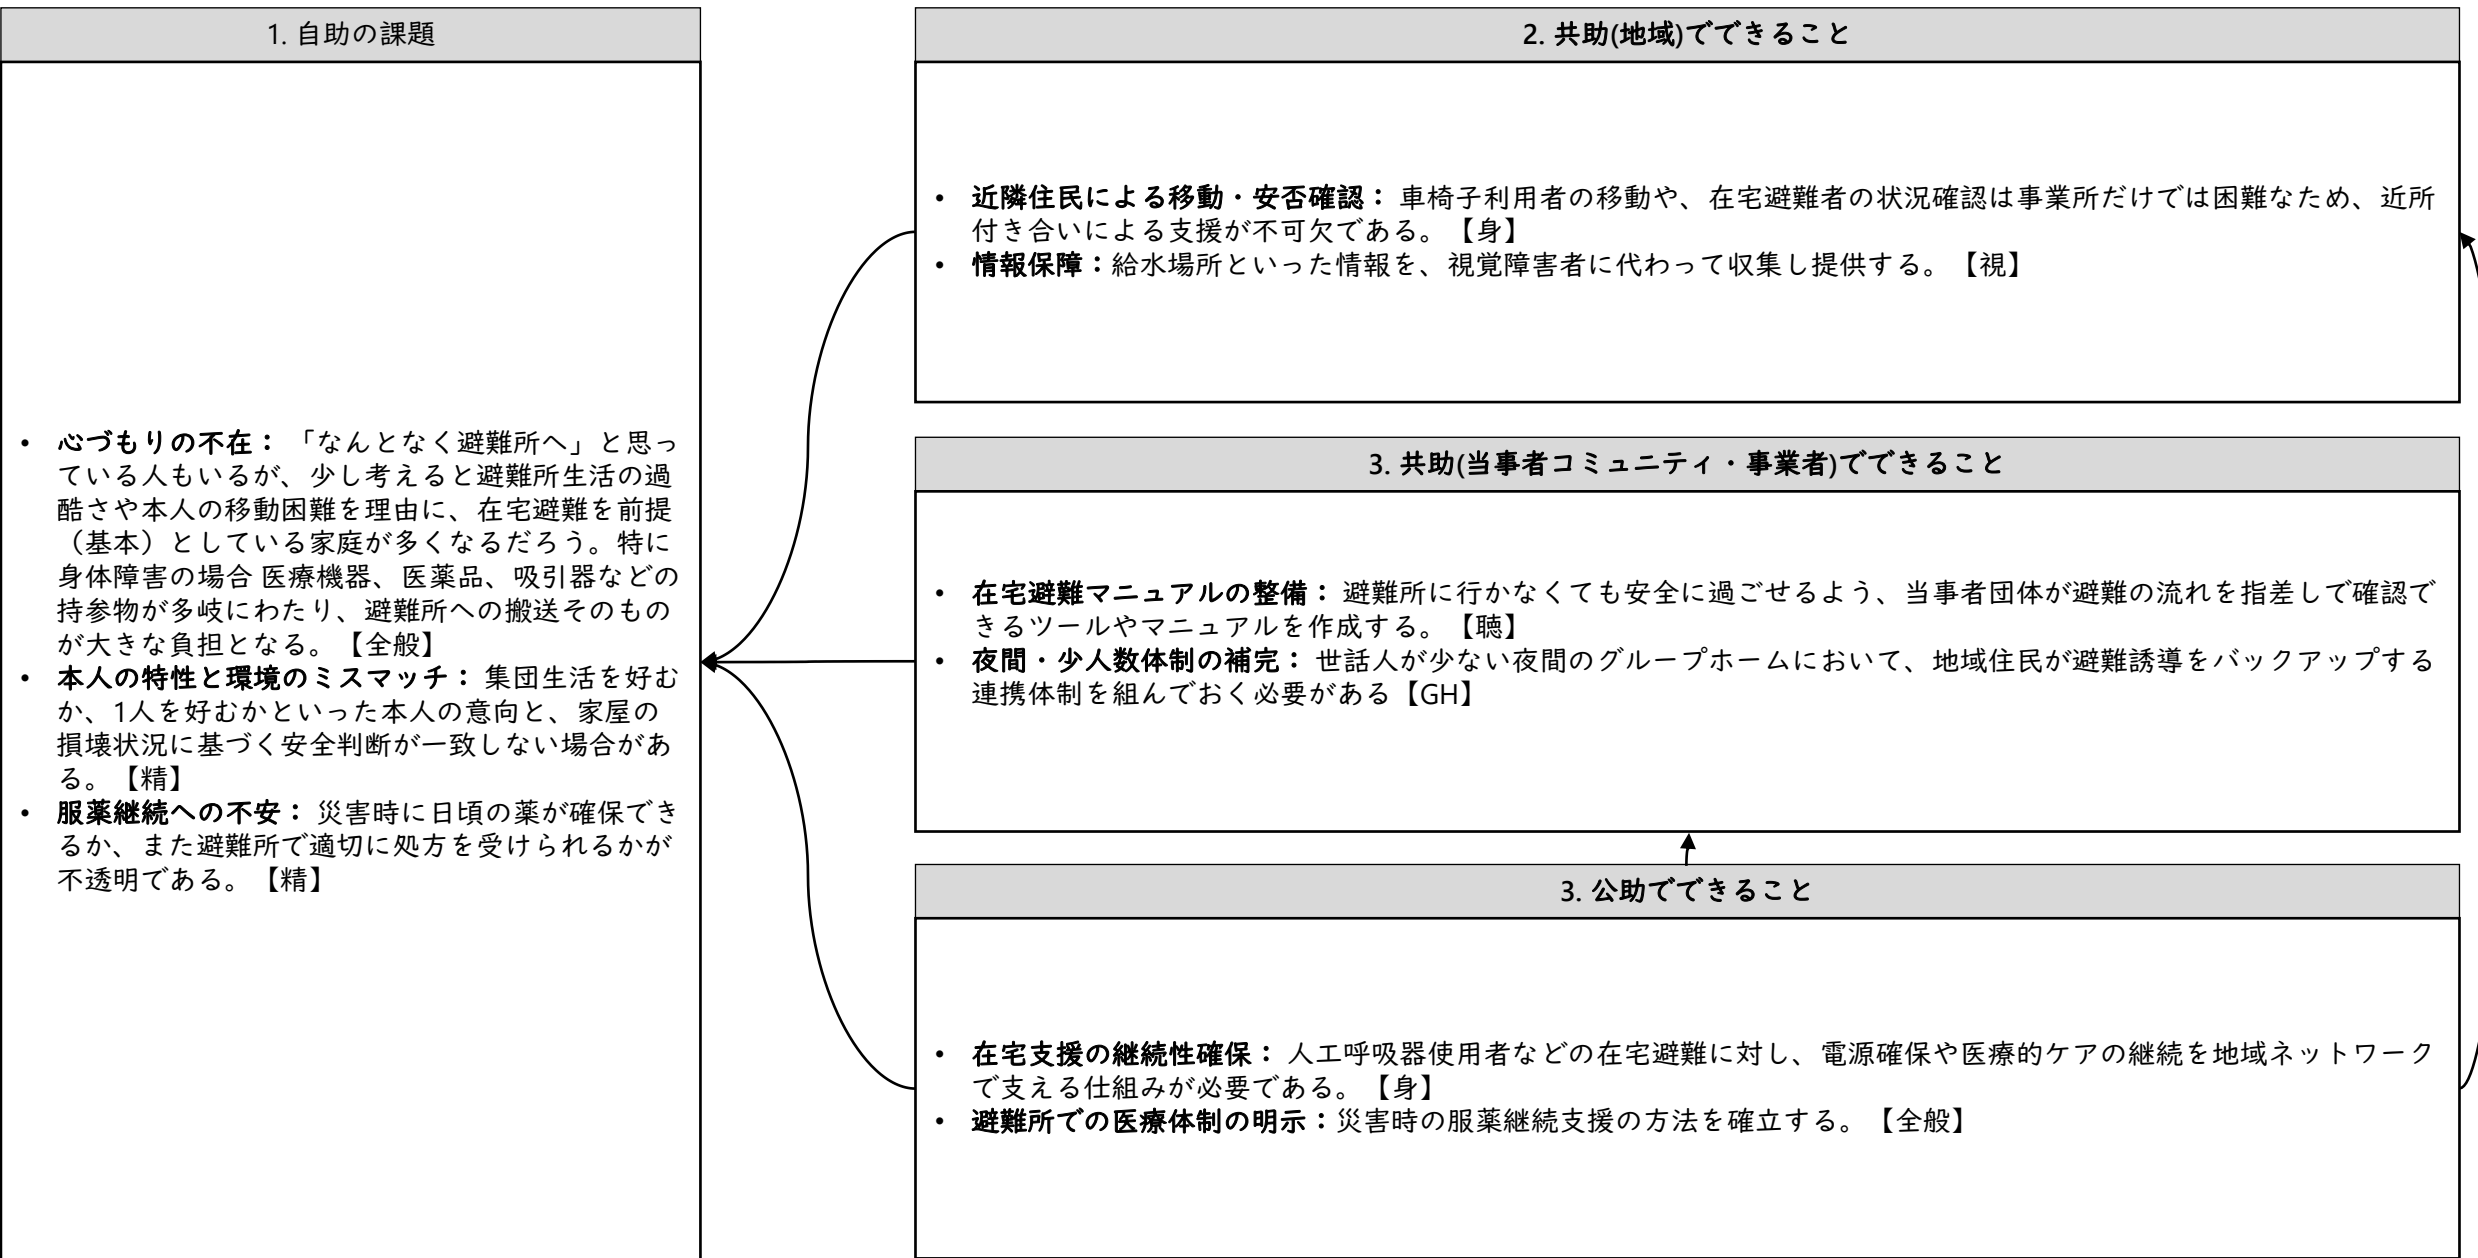 1. 自助の課題
• 心づもりの不在： 「なんとなく避難所へ」と思っ
ている人もいるが、少し考えると避難所生活の過
酷さや本人の移動困難を理由に、在宅避難を前提
（基本）としている家庭が多くなるだろう。特に
身体障害の場合 医療機器、医薬品、吸引器などの
持参物が多岐にわたり、避難所への搬送そのもの
が大きな負担となる。【全般】
• 本人の特性と環境のミスマッチ： 集団生活を好む
か、1人を好むかといった本人の意向と、家屋の
損壊状況に基づく安全判断が一致しない場合があ
る。【精】
• 服薬継続への不安： 災害時に日頃の薬が確保でき
るか、また避難所で適切に処方を受けられるかが
不透明である。【精】
2. 共助(地域)でできること
• 近隣住民による移動・安否確認： 車椅子利用者の移動や、在宅避難者の状況確認は事業所だけでは困難なため、近所
付き合いによる支援が不可欠である。【身】
• 情報保障：給水場所といった情報を、視覚障害者に代わって収集し提供する。【視】
3. 共助(当事者コミュニティ・事業者)でできること
• 在宅避難マニュアルの整備： 避難所に行かなくても安全に過ごせるよう、当事者団体が避難の流れを指差しで確認で
きるツールやマニュアルを作成する。【聴】
• 夜間・少人数体制の補完： 世話人が少ない夜間のグループホームにおいて、地域住民が避難誘導をバックアップする
連携体制を組んでおく必要がある【GH】
3. 公助でできること
• 在宅支援の継続性確保： 人工呼吸器使用者などの在宅避難に対し、電源確保や医療的ケアの継続を地域ネットワーク
で支える仕組みが必要である。【身】
• 避難所での医療体制の明示：災害時の服薬継続支援の方法を確立する。【全般】